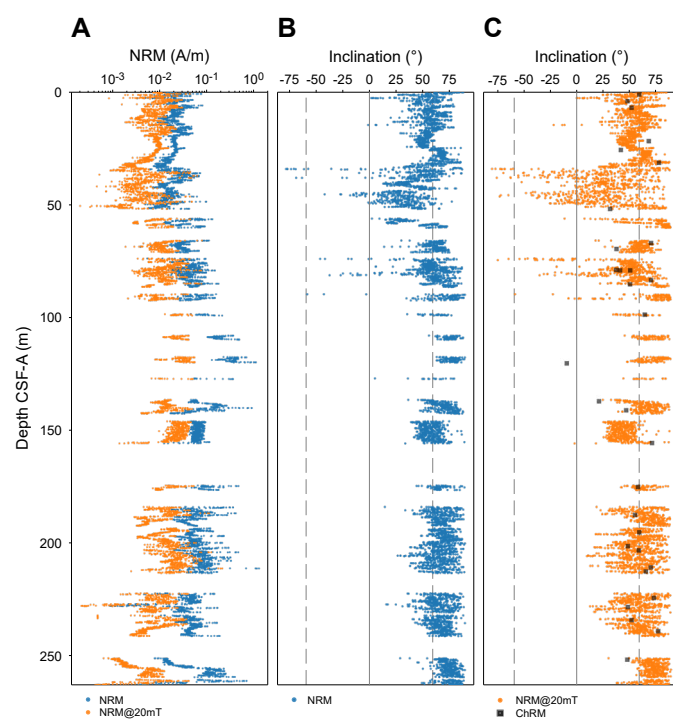 A
B
C
NRM (A/m)
Inclination (°)
Inclination (°)
10⁻³ 10⁻² 10⁻¹ 10⁰
-75 -50 -25 0 25 50 75
-75 -50 -25 0 25 50 75
0
50
100
150
200
250
Depth CSF-A (m)
NRM
NRM@20mT
NRM
NRM@20mT
ChRM